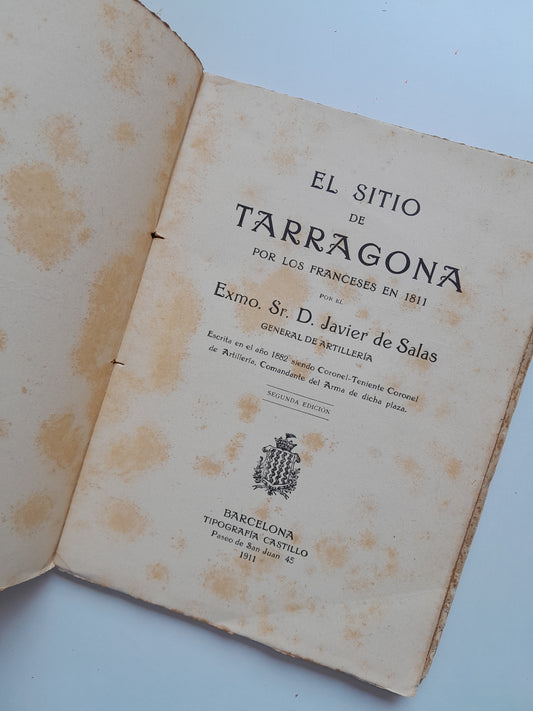 EL SITIO
DE
TARRAGONA
POR LOS FRANCESES EN 1811
POR EL
Exmo. Sr. D. Javier de Salas
GENERAL DE ARTILLERÍA
Escrita en el año 1882 siendo Coronel-Teniente Coronel
de Artillería, Comandante del Arma de dicha plaza.
SEGUNDA EDICIÓN
BARCELONA
TIPOGRAFÍA CASTILLO
Paseo de San Juan 45
1911